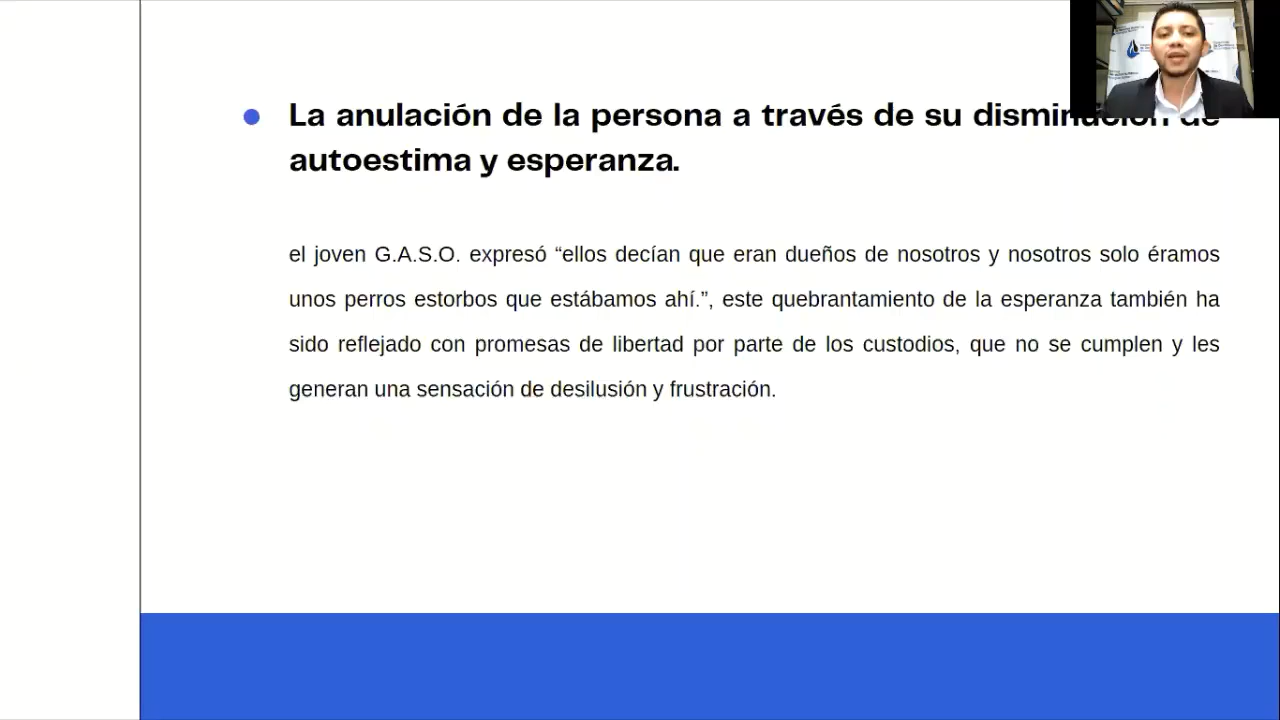 La anulación de la persona a través de su disminución de
autoestima y esperanza.
el joven G.A.S.O. expresó “ellos decían que eran dueños de nosotros y nosotros solo éramos
unos perros estorbos que estábamos ahí.”, este quebrantamiento de la esperanza también ha
sido reflejado con promesas de libertad por parte de los custodios, que no se cumplen y les
generan una sensación de desilusión y frustración.